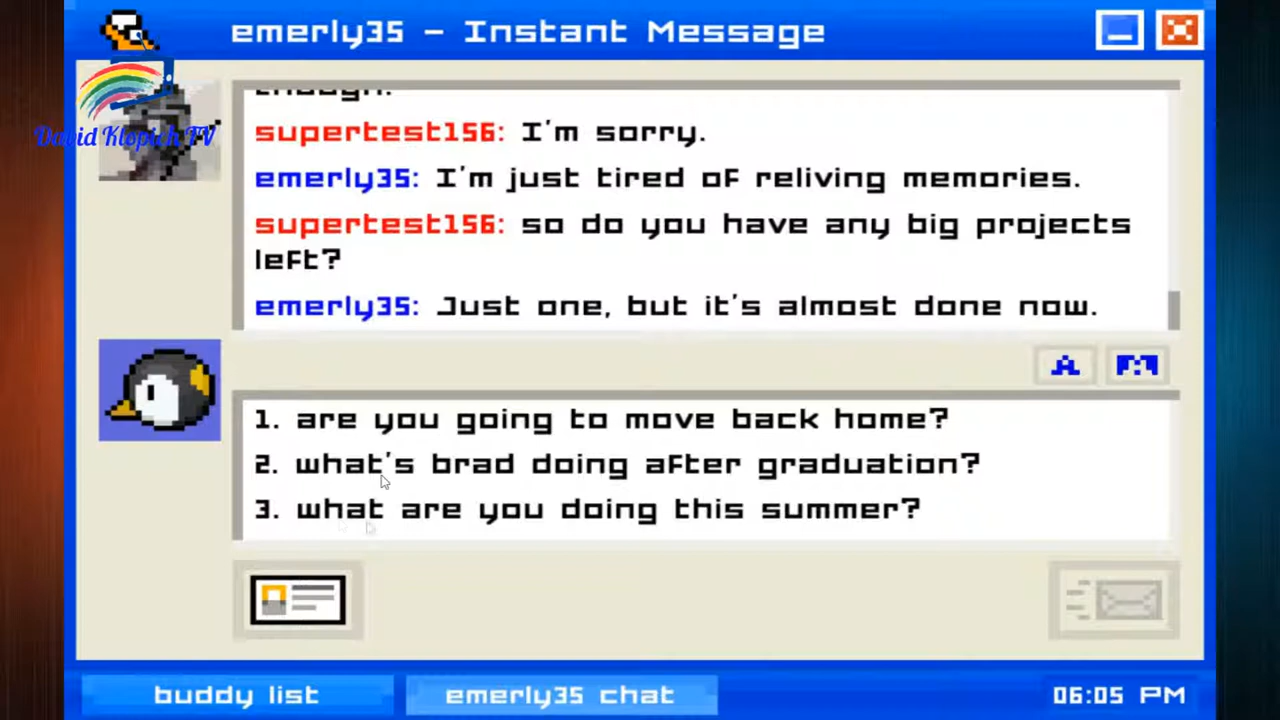 emerly35 - Instant Message
David Klopich TV
enough.
supertest156: I'm sorry.
emerly35: I'm just tired of reliving memories.
supertest156: so do you have any big projects
left?
emerly35: Just one, but it's almost done now.
A
1. are you going to move back home?
2. what's brad doing after graduation?
3. what are you doing this summer?
buddy list
emerly35 chat
06:05 PM